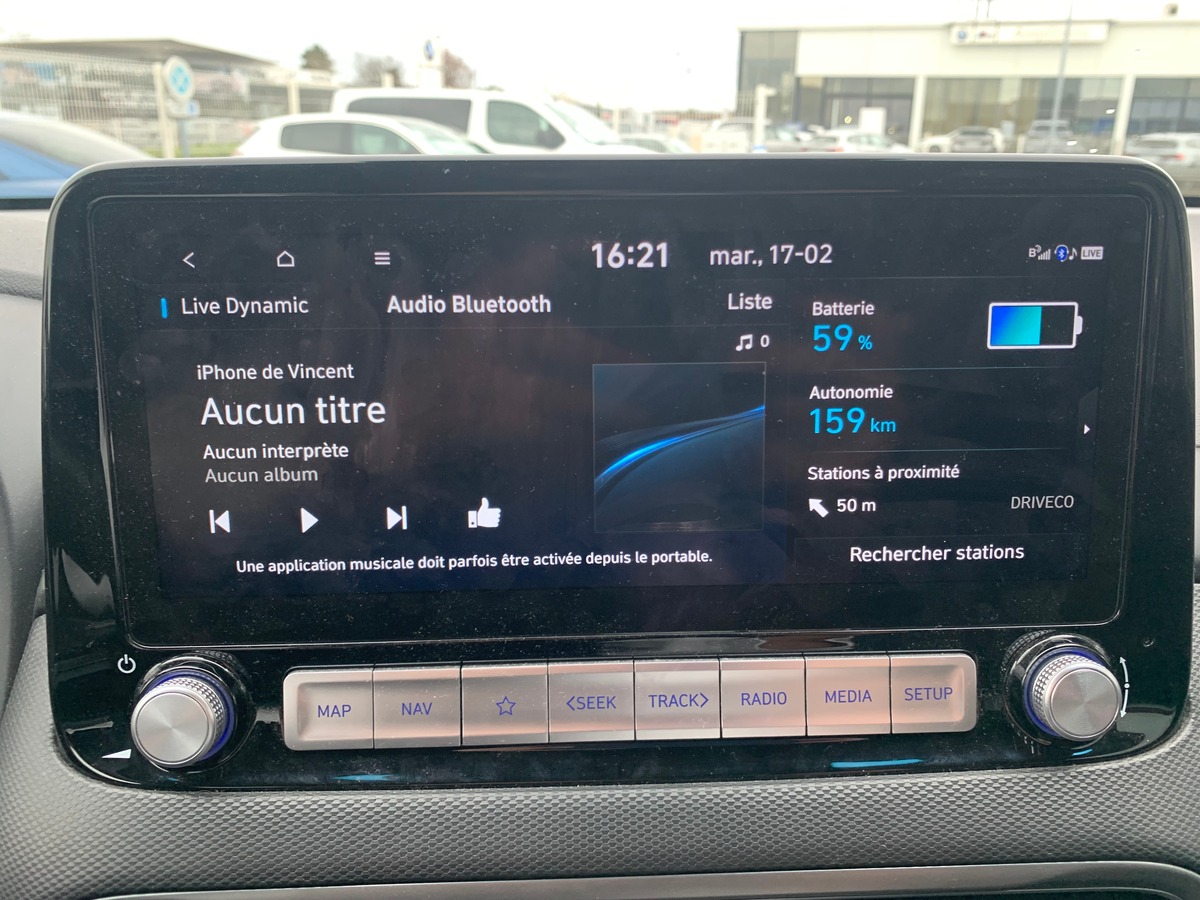 16:21 mar., 17-02 LIVE
Live Dynamic Audio Bluetooth Liste
0
iPhone de Vincent
Aucun titre
Aucun interprète
Aucun album
Une application musicale doit parfois être activée depuis le portable.
Batterie
59 %
Autonomie
159 km
Stations à proximité
50 m DRIVECO
Rechercher stations
MAP NAV <SEEK TRACK> RADIO MEDIA SETUP